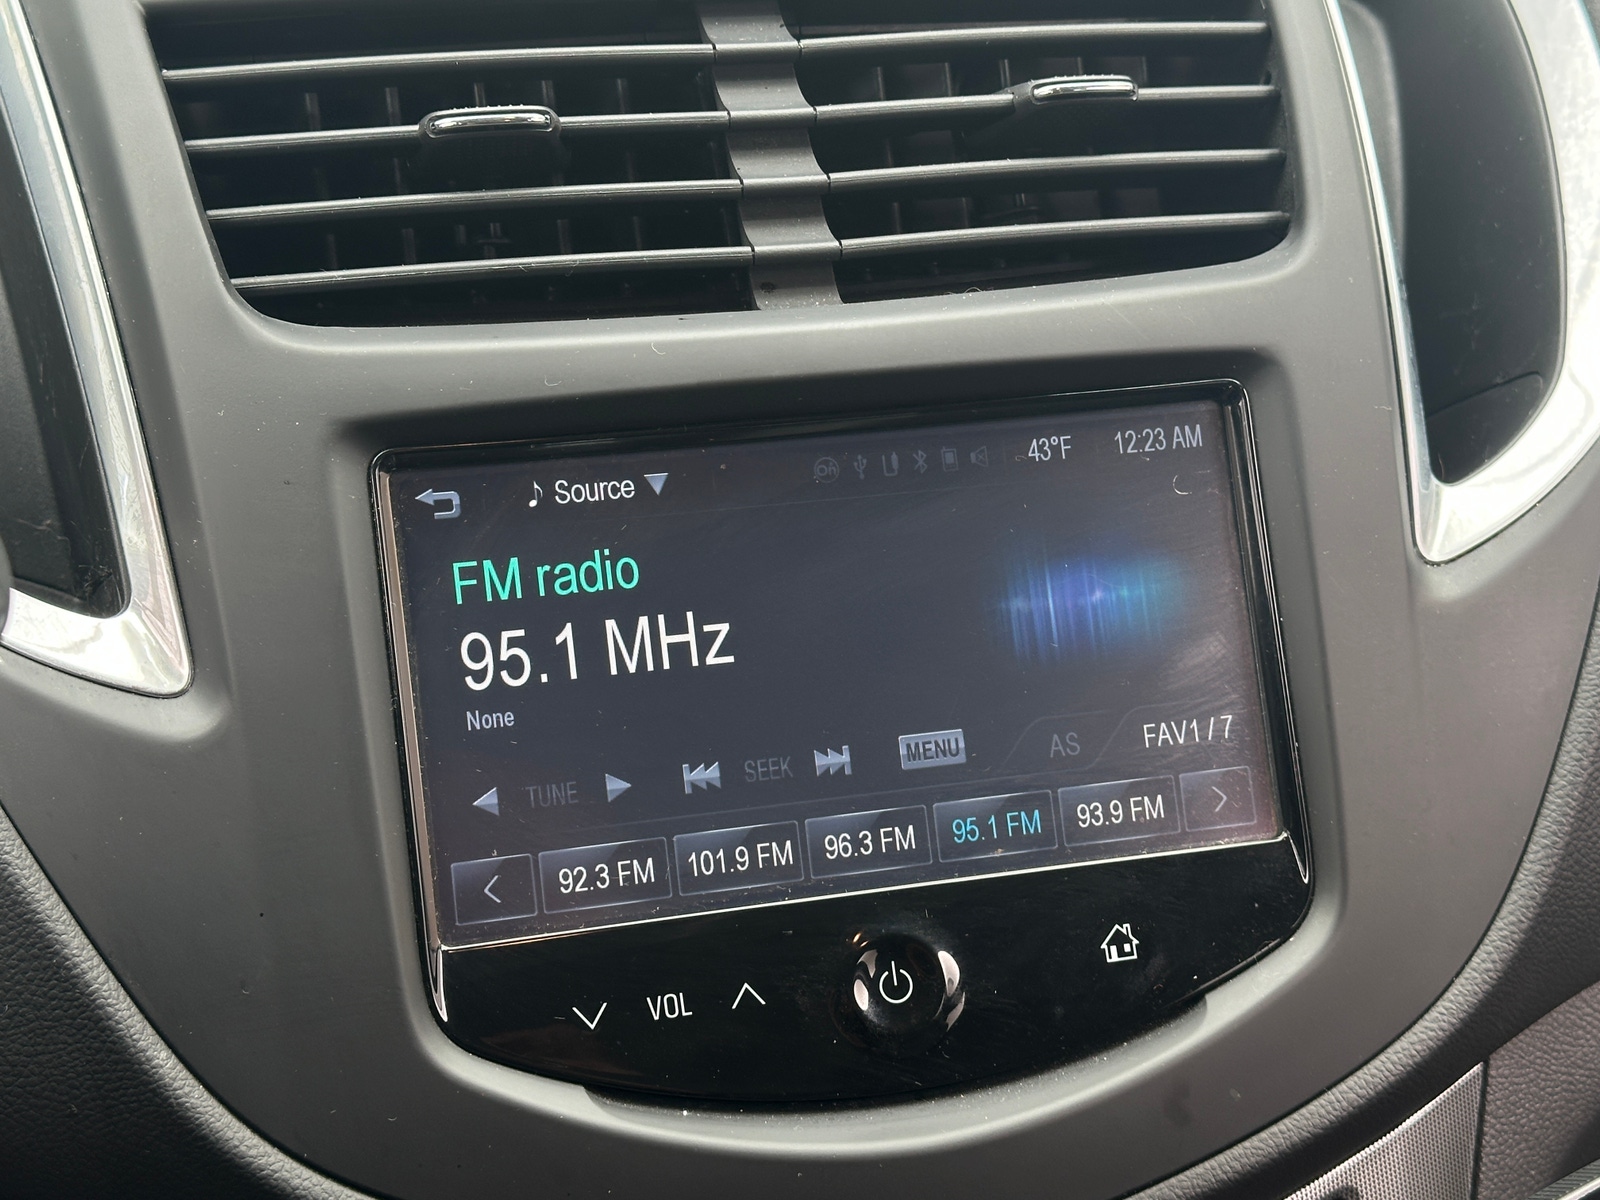 Source 43°F 12:23 AM
FM radio
95.1 MHz
None
TUNE SEEK MENU AS FAV1 / 7
92.3 FM 101.9 FM 96.3 FM 95.1 FM 93.9 FM
VOL